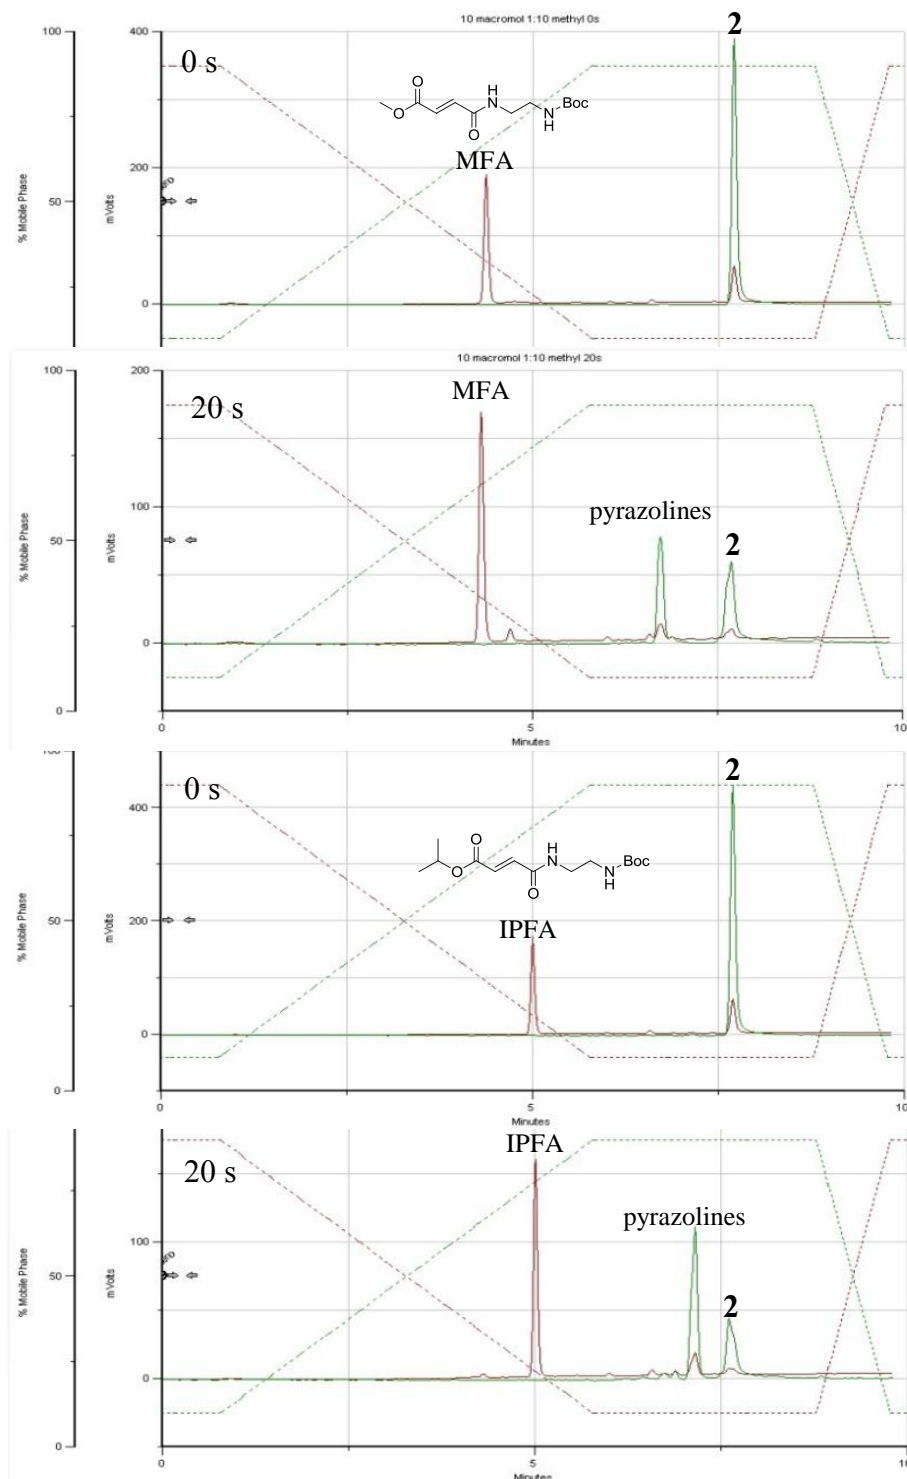 10 macromol 1:10 methyl 0s
2
100
400
0 s
O
H
N
Boc
O
N
H
O
MFA
200
% Mobile Phase
50
mVolts
0
10 macromol 1:10 methyl 20s
100
200
MFA
20 s
pyrazolines
100
2
% Mobile Phase
50
mVolts
0
0
0
5
10
Minutes
100
2
0 s
400
O
H
N
Boc
O
N
H
O
IPFA
200
% Mobile Phase
50
mVolts
0
0
0
5
10
Minutes
IPFA
20 s
pyrazolines
100
2
% Mobile Phase
50
mVolts
0
0
0
5
10
Minutes